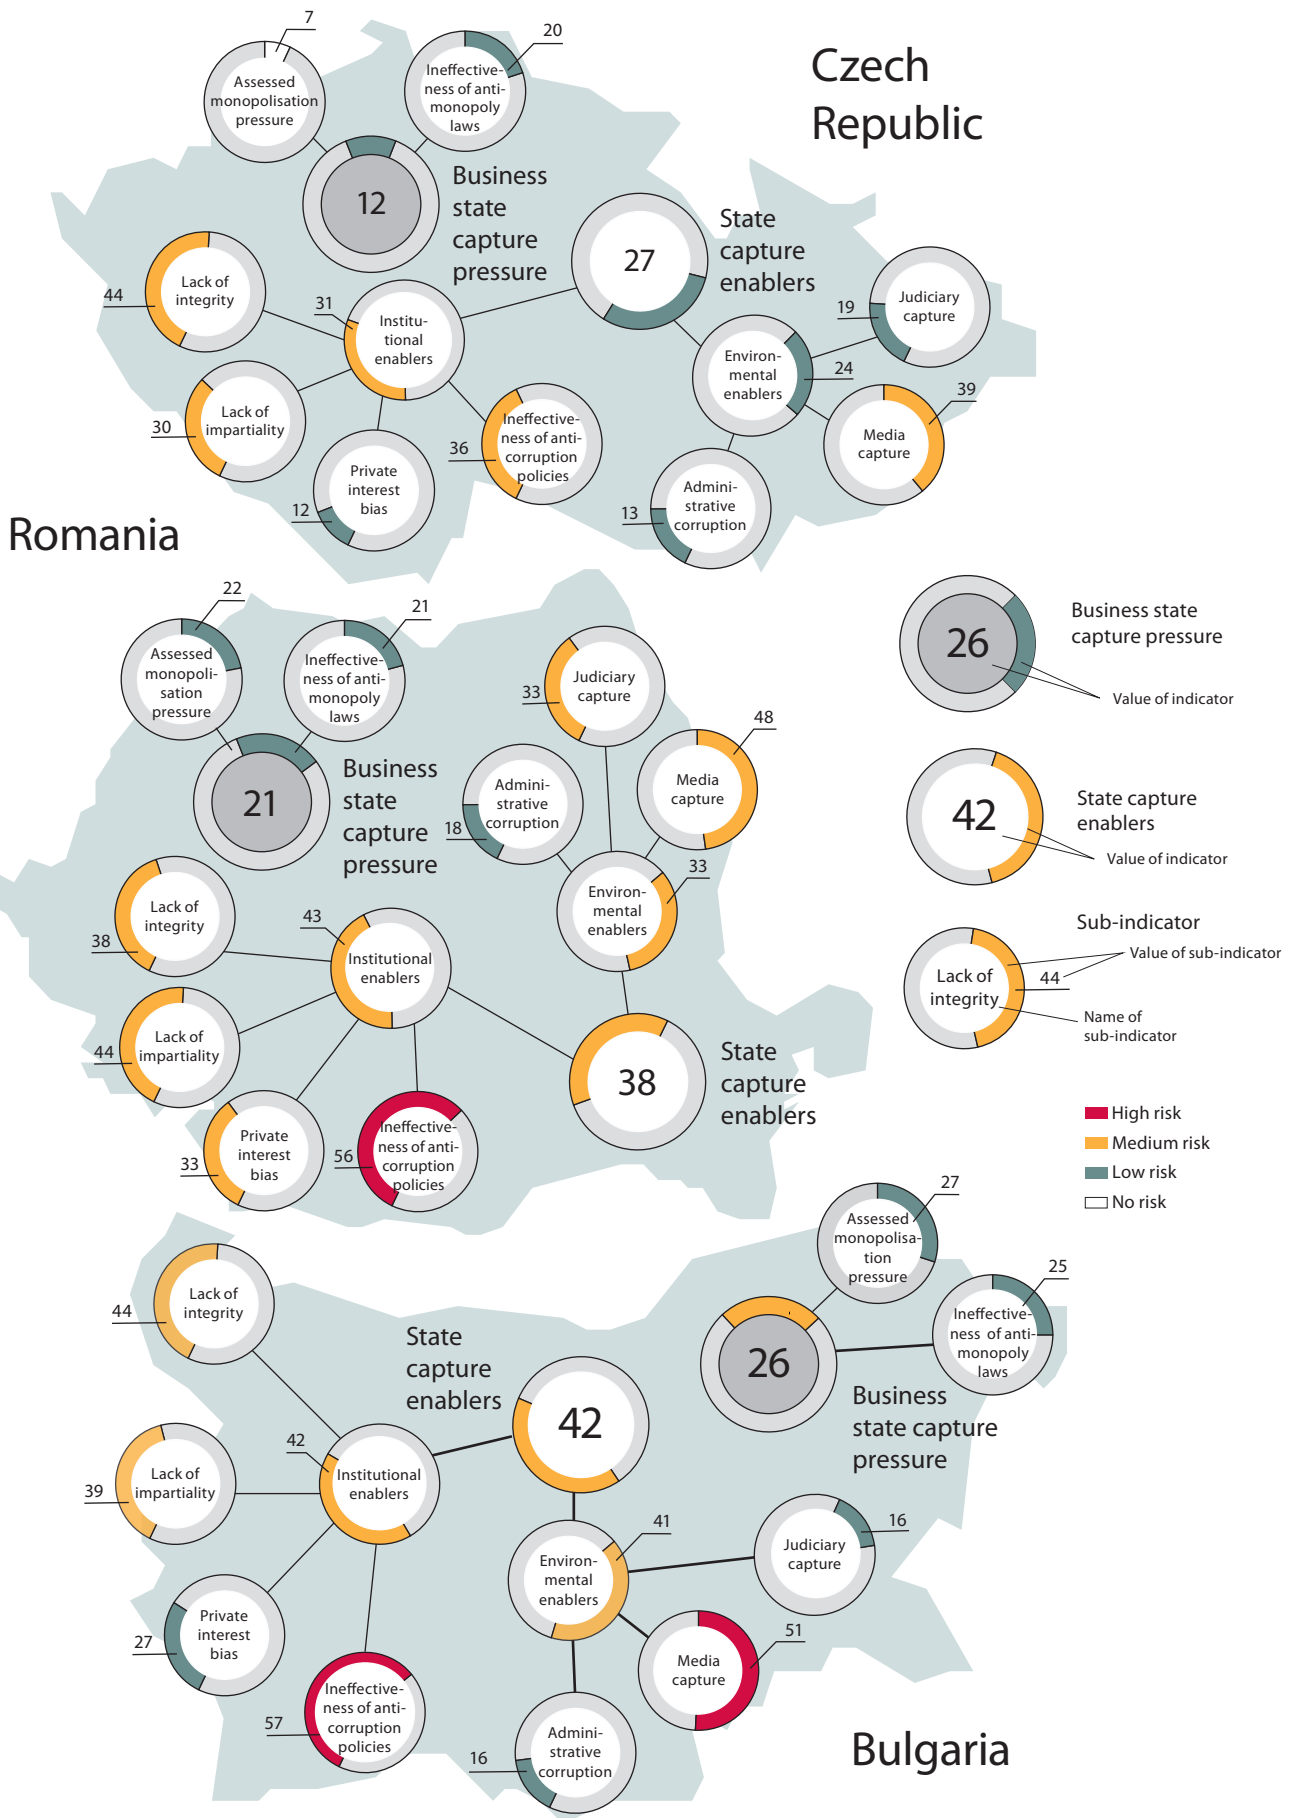 Czech
Republic
7
Assessed
monopolisation
pressure
20
Ineffective-
ness of anti-
monopoly
laws
12
Business
state
capture
pressure
27
State
capture
enablers
44
Lack of
integrity
31
Institu-
tional
enablers
30
Lack of
impartiality
12
Private
interest
bias
36
Ineffective-
ness of anti-
corruption
policies
Environ-
mental
enablers
24
19
Judiciary
capture
39
Media
capture
13
Admini-
strative
corruption
Romania
22
Assessed
monopoli-
sation
pressure
21
Ineffective-
ness of anti-
monopoly
laws
21
Business
state
capture
pressure
33
Judiciary
capture
48
Media
capture
18
Admini-
strative
corruption
Environ-
mental
enablers
33
38
Lack of
integrity
43
Institutional
enablers
44
Lack of
impartiality
33
Private
interest
bias
56
Ineffective-
ness of anti-
corruption
policies
38
State
capture
enablers
26
Business state
capture pressure
Value of indicator
42
State capture
enablers
Value of indicator
Sub-indicator
Value of sub-indicator
Lack of
integrity
44
Name of
sub-indicator
High risk
Medium risk
Low risk
No risk
27
Assessed
monopolisa-
tion
pressure
25
Ineffective-
ness of anti-
monopoly
laws
26
Business
state capture
pressure
44
Lack of
integrity
State
capture
enablers
42
42
Institutional
enablers
39
Lack of
impartiality
27
Private
interest
bias
57
Ineffective-
ness of anti-
corruption
policies
Environ-
mental
enablers
41
Judiciary
capture
16
51
Media
capture
16
Admini-
strative
corruption
Bulgaria